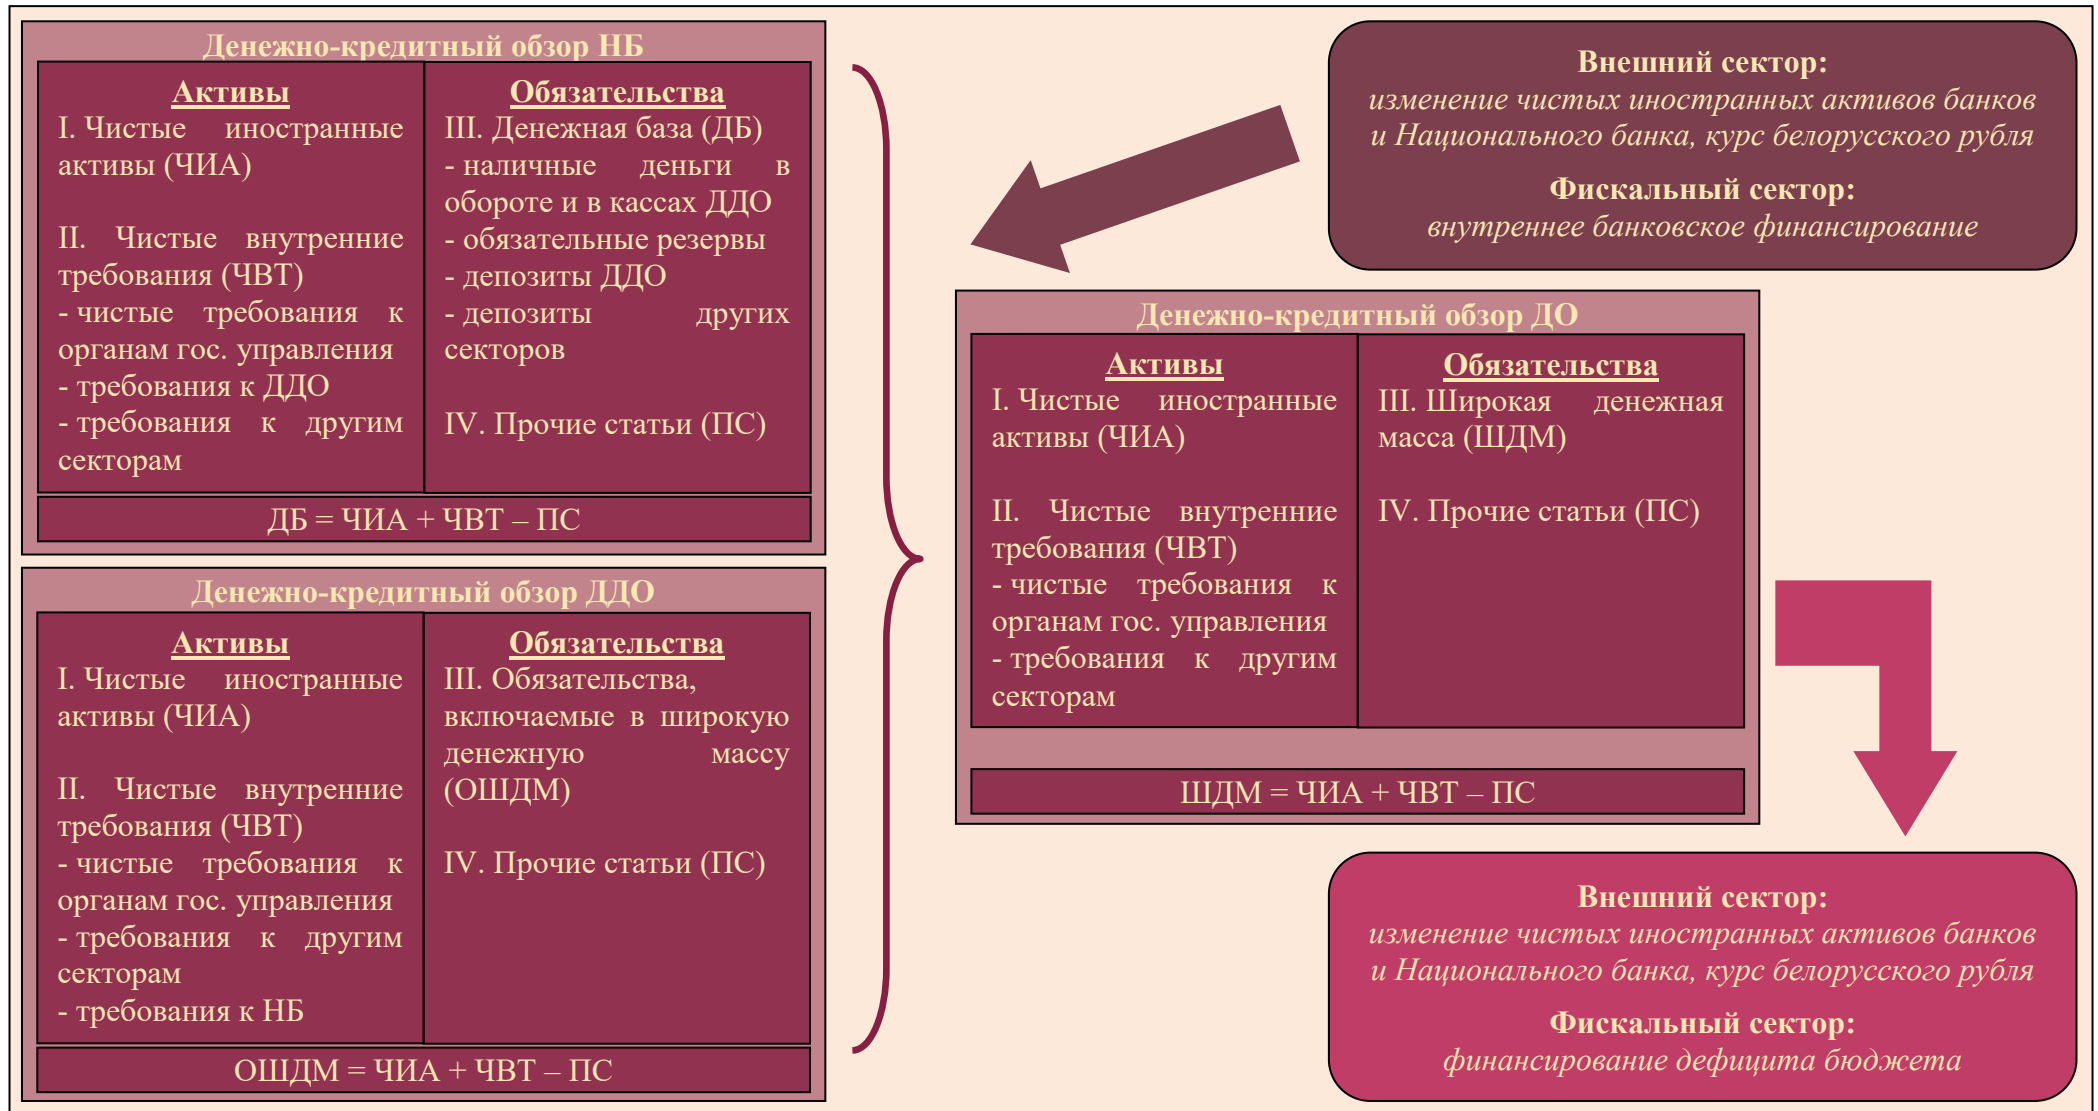 Денежно-кредитный обзор НБ
Активы
I. Чистые иностранные
активы (ЧИА)
II. Чистые внутренние
требования (ЧВТ)
- чистые требования к
органам гос. управления
- требования к ДДО
- требования к другим
секторам
Обязательства
III. Денежная база (ДБ)
- наличные деньги в
обороте и в кассах ДДО
- обязательные резервы
- депозиты ДДО
- депозиты других
секторов
IV. Прочие статьи (ПС)
ДБ = ЧИА + ЧВТ – ПС
Денежно-кредитный обзор ДДО
Активы
I. Чистые иностранные
активы (ЧИА)
II. Чистые внутренние
требования (ЧВТ)
- чистые требования к
органам гос. управления
- требования к другим
секторам
- требования к НБ
Обязательства
III. Обязательства,
включаемые в широкую
денежную массу
(ОШДМ)
IV. Прочие статьи (ПС)
ОШДМ = ЧИА + ЧВТ – ПС
Внешний сектор:
изменение чистых иностранных активов банков
и Национального банка, курс белорусского рубля
Фискальный сектор:
внутреннее банковское финансирование
Денежно-кредитный обзор ДО
Активы
I. Чистые иностранные
активы (ЧИА)
II. Чистые внутренние
требования (ЧВТ)
- чистые требования к
органам гос. управления
- требования к другим
секторам
Обязательства
III. Широкая денежная
масса (ШДМ)
IV. Прочие статьи (ПС)
ШДМ = ЧИА + ЧВТ – ПС
Внешний сектор:
изменение чистых иностранных активов банков
и Национального банка, курс белорусского рубля
Фискальный сектор:
финансирование дефицита бюджета